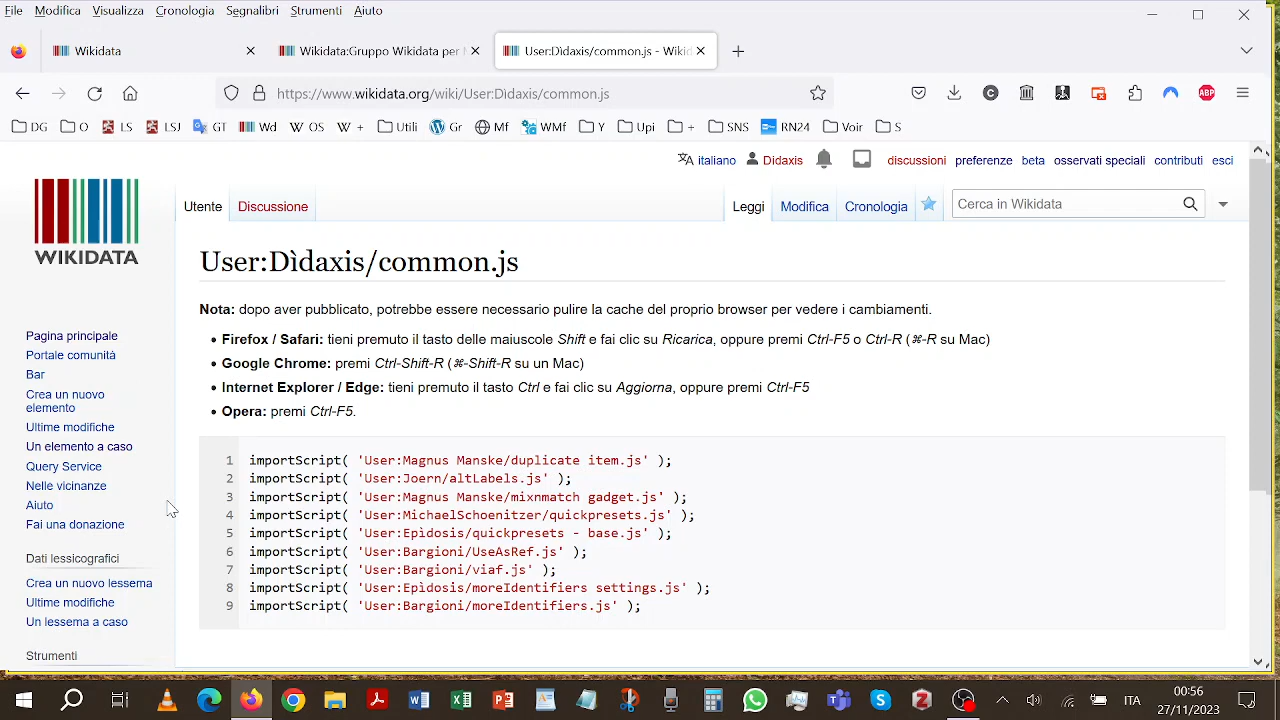 File Modifica Visualizza Cronologia Segnalibri Strumenti Aiuto
Wikidata
Wikidata:Gruppo Wikidata per
User:Dìdaxis/common.js - Wikid
https://www.wikidata.org/wiki/User:Dìdaxis/common.js
DG O LS LSJ GT Wd OS + Utili Gr Mf WMf Y Upi + SNS RN24 Voir S
italiano Dìdaxis discussioni preferenze beta osservati speciali contributi esci
WIKIDATA
Utente Discussione Leggi Modifica Cronologia Cerca in Wikidata
User:Dìdaxis/common.js
Nota: dopo aver pubblicato, potrebbe essere necessario pulire la cache del proprio browser per vedere i cambiamenti.
Firefox / Safari: tieni premuto il tasto delle maiuscole Shift e fai clic su Ricarica, oppure premi Ctrl-F5 o Ctrl-R (⌘-R su Mac)
Google Chrome: premi Ctrl-Shift-R (⌘-Shift-R su un Mac)
Internet Explorer / Edge: tieni premuto il tasto Ctrl e fai clic su Aggiorna, oppure premi Ctrl-F5
Opera: premi Ctrl-F5.
1 importScript( 'User:Magnus Manske/duplicate item.js' );
2 importScript( 'User:Joern/altLabels.js' );
3 importScript( 'User:Magnus Manske/mixnmatch gadget.js' );
4 importScript( 'User:MichaelSchoenitzer/quickpresets.js' );
5 importScript( 'User:Epìdosis/quickpresets - base.js' );
6 importScript( 'User:Bargioni/UseAsRef.js' );
7 importScript( 'User:Bargioni/viaf.js' );
8 importScript( 'User:Epìdosis/moreIdentifiers settings.js' );
9 importScript( 'User:Bargioni/moreIdentifiers.js' );
Pagina principale
Portale comunità
Bar
Crea un nuovo
elemento
Ultime modifiche
Un elemento a caso
Query Service
Nelle vicinanze
Aiuto
Fai una donazione
Dati lessicografici
Crea un nuovo lessema
Ultime modifiche
Un lessema a caso
Strumenti
ITA
00:56
27/11/2023